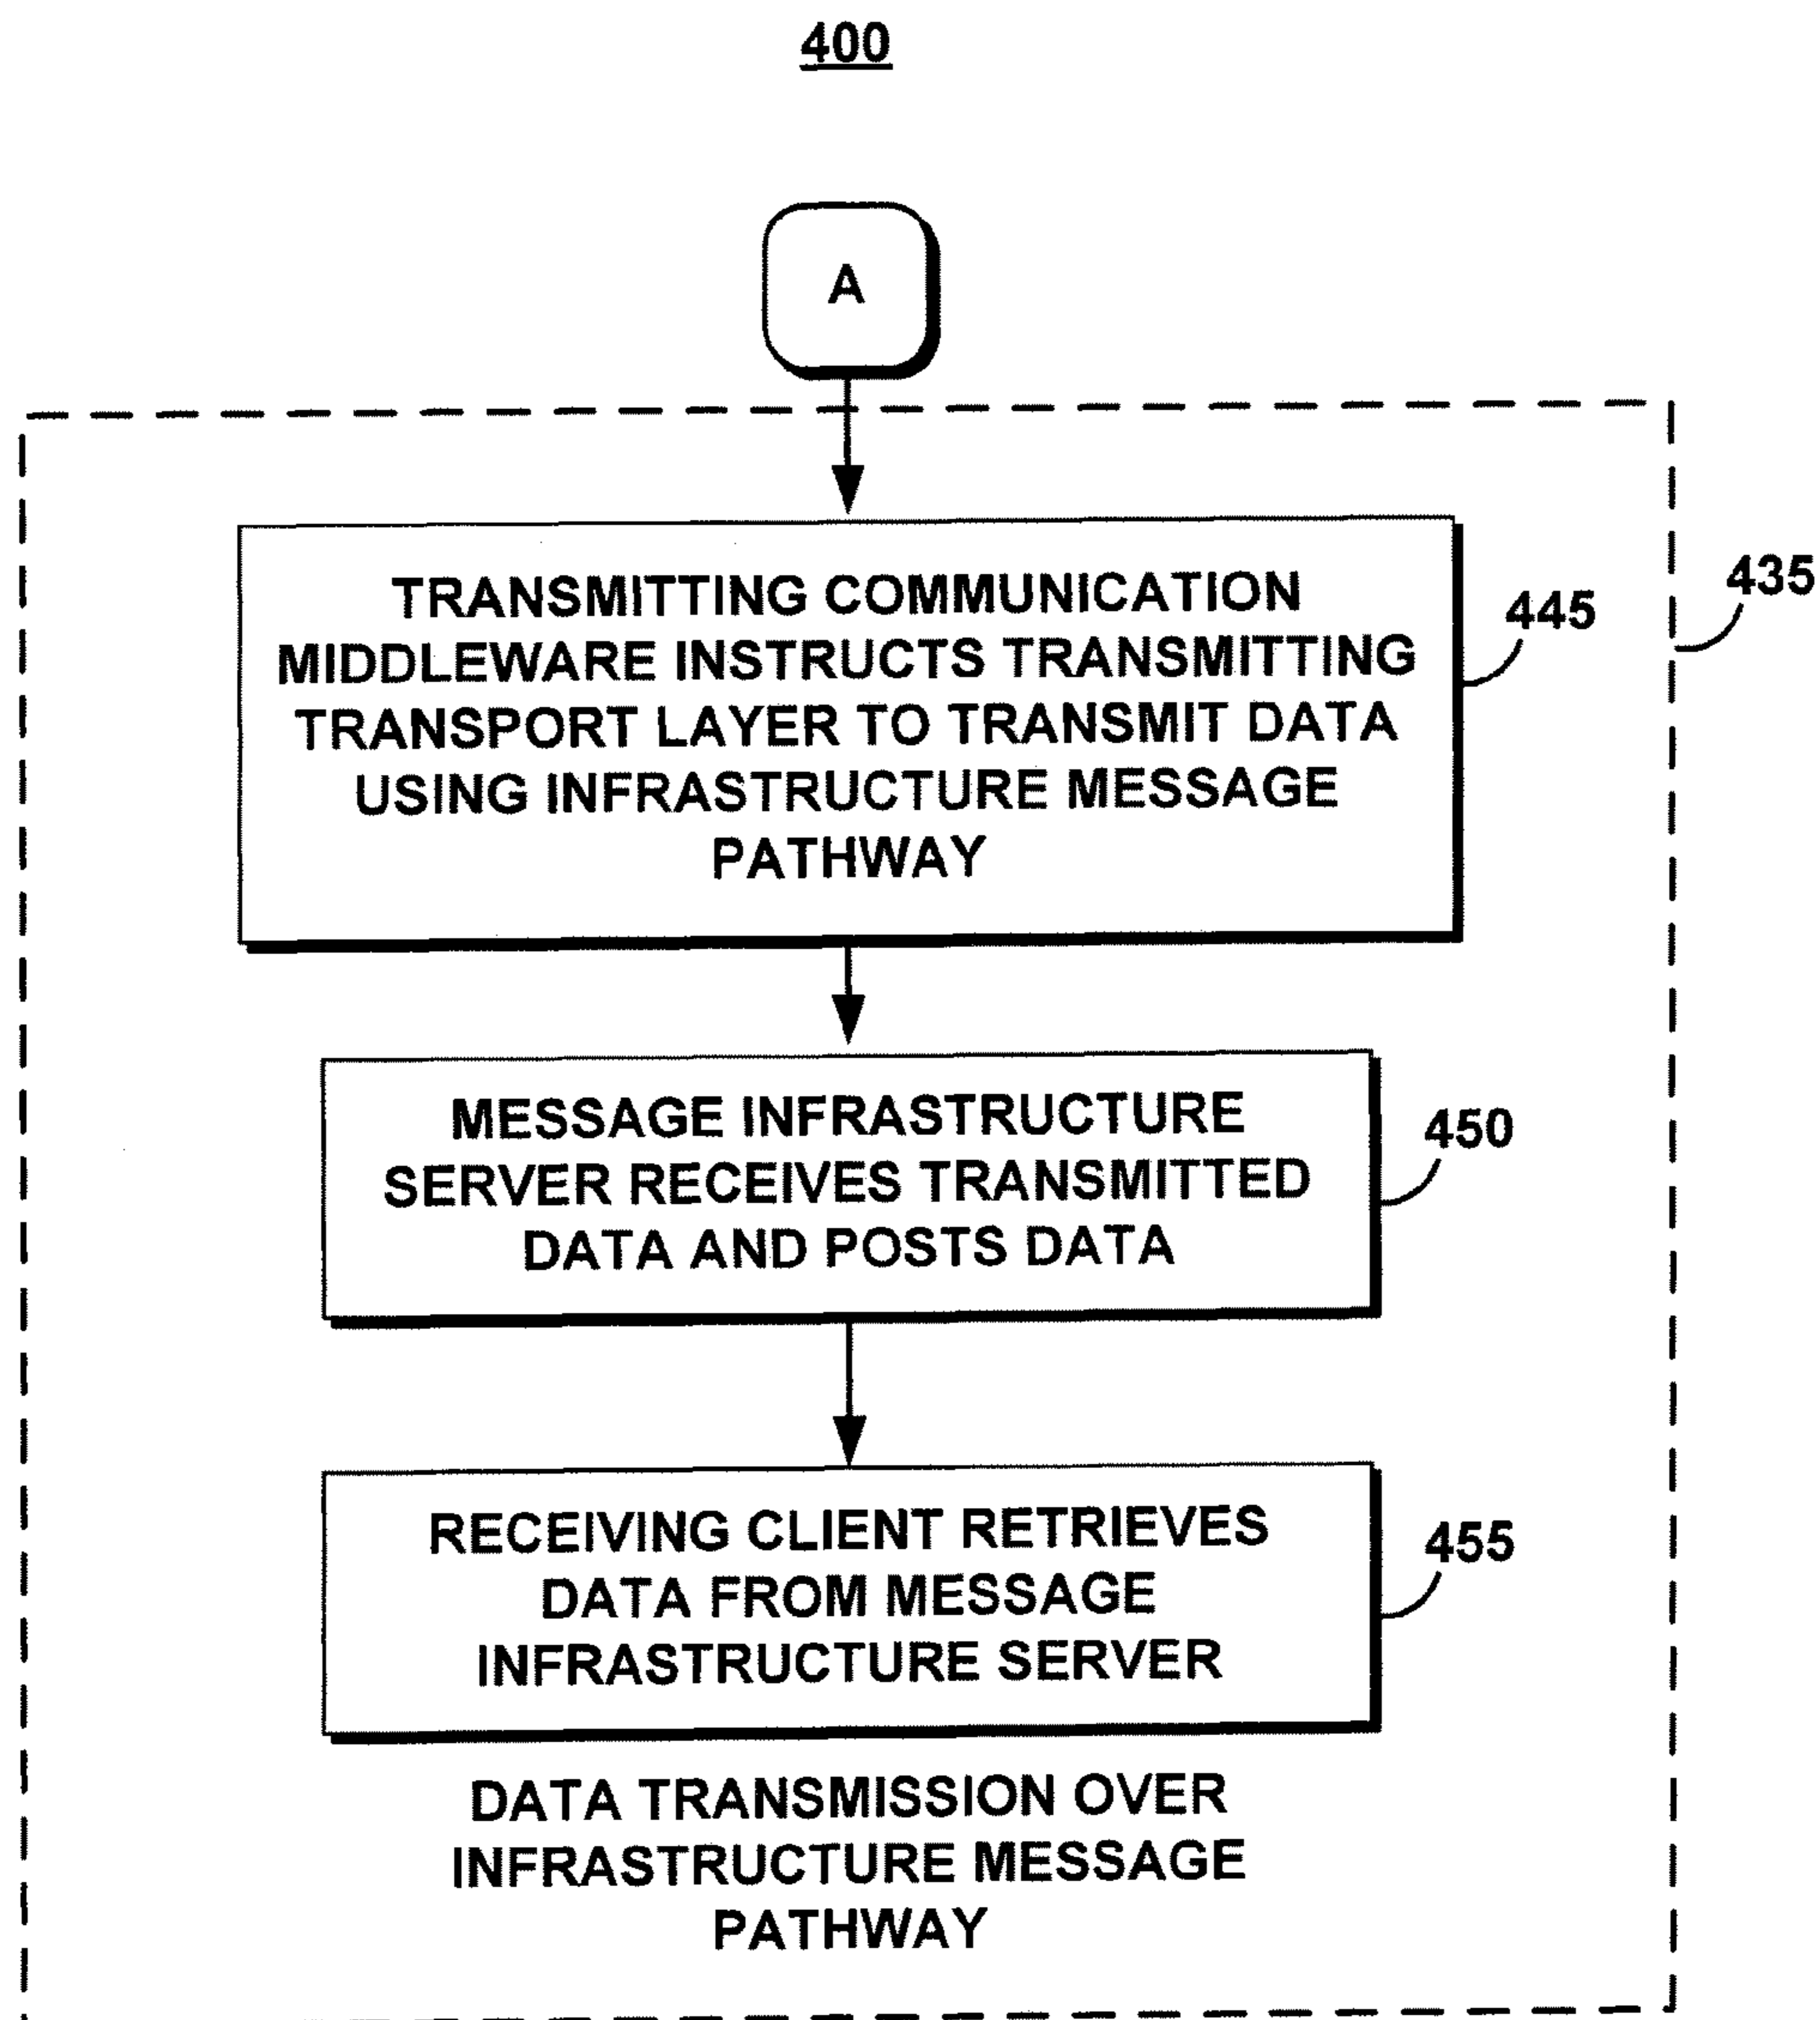 400
A
TRANSMITTING COMMUNICATION
MIDDLEWARE INSTRUCTS TRANSMITTING
TRANSPORT LAYER TO TRANSMIT DATA
USING INFRASTRUCTURE MESSAGE
PATHWAY
445
435
MESSAGE INFRASTRUCTURE
SERVER RECEIVES TRANSMITTED
DATA AND POSTS DATA
450
RECEIVING CLIENT RETRIEVES
DATA FROM MESSAGE
INFRASTRUCTURE SERVER
455
DATA TRANSMISSION OVER
INFRASTRUCTURE MESSAGE
PATHWAY